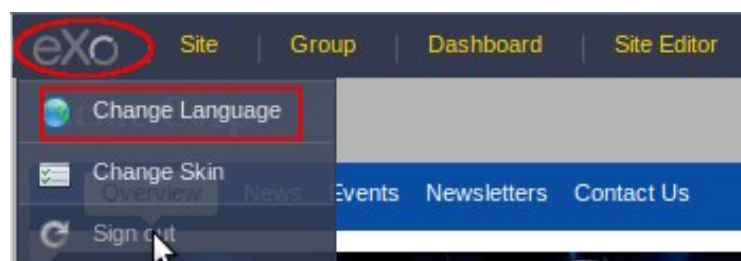 eXo Site Group Dashboard Site Editor
Change Language
Change Skin
Overview News Events Newsletters Contact Us
Sign out